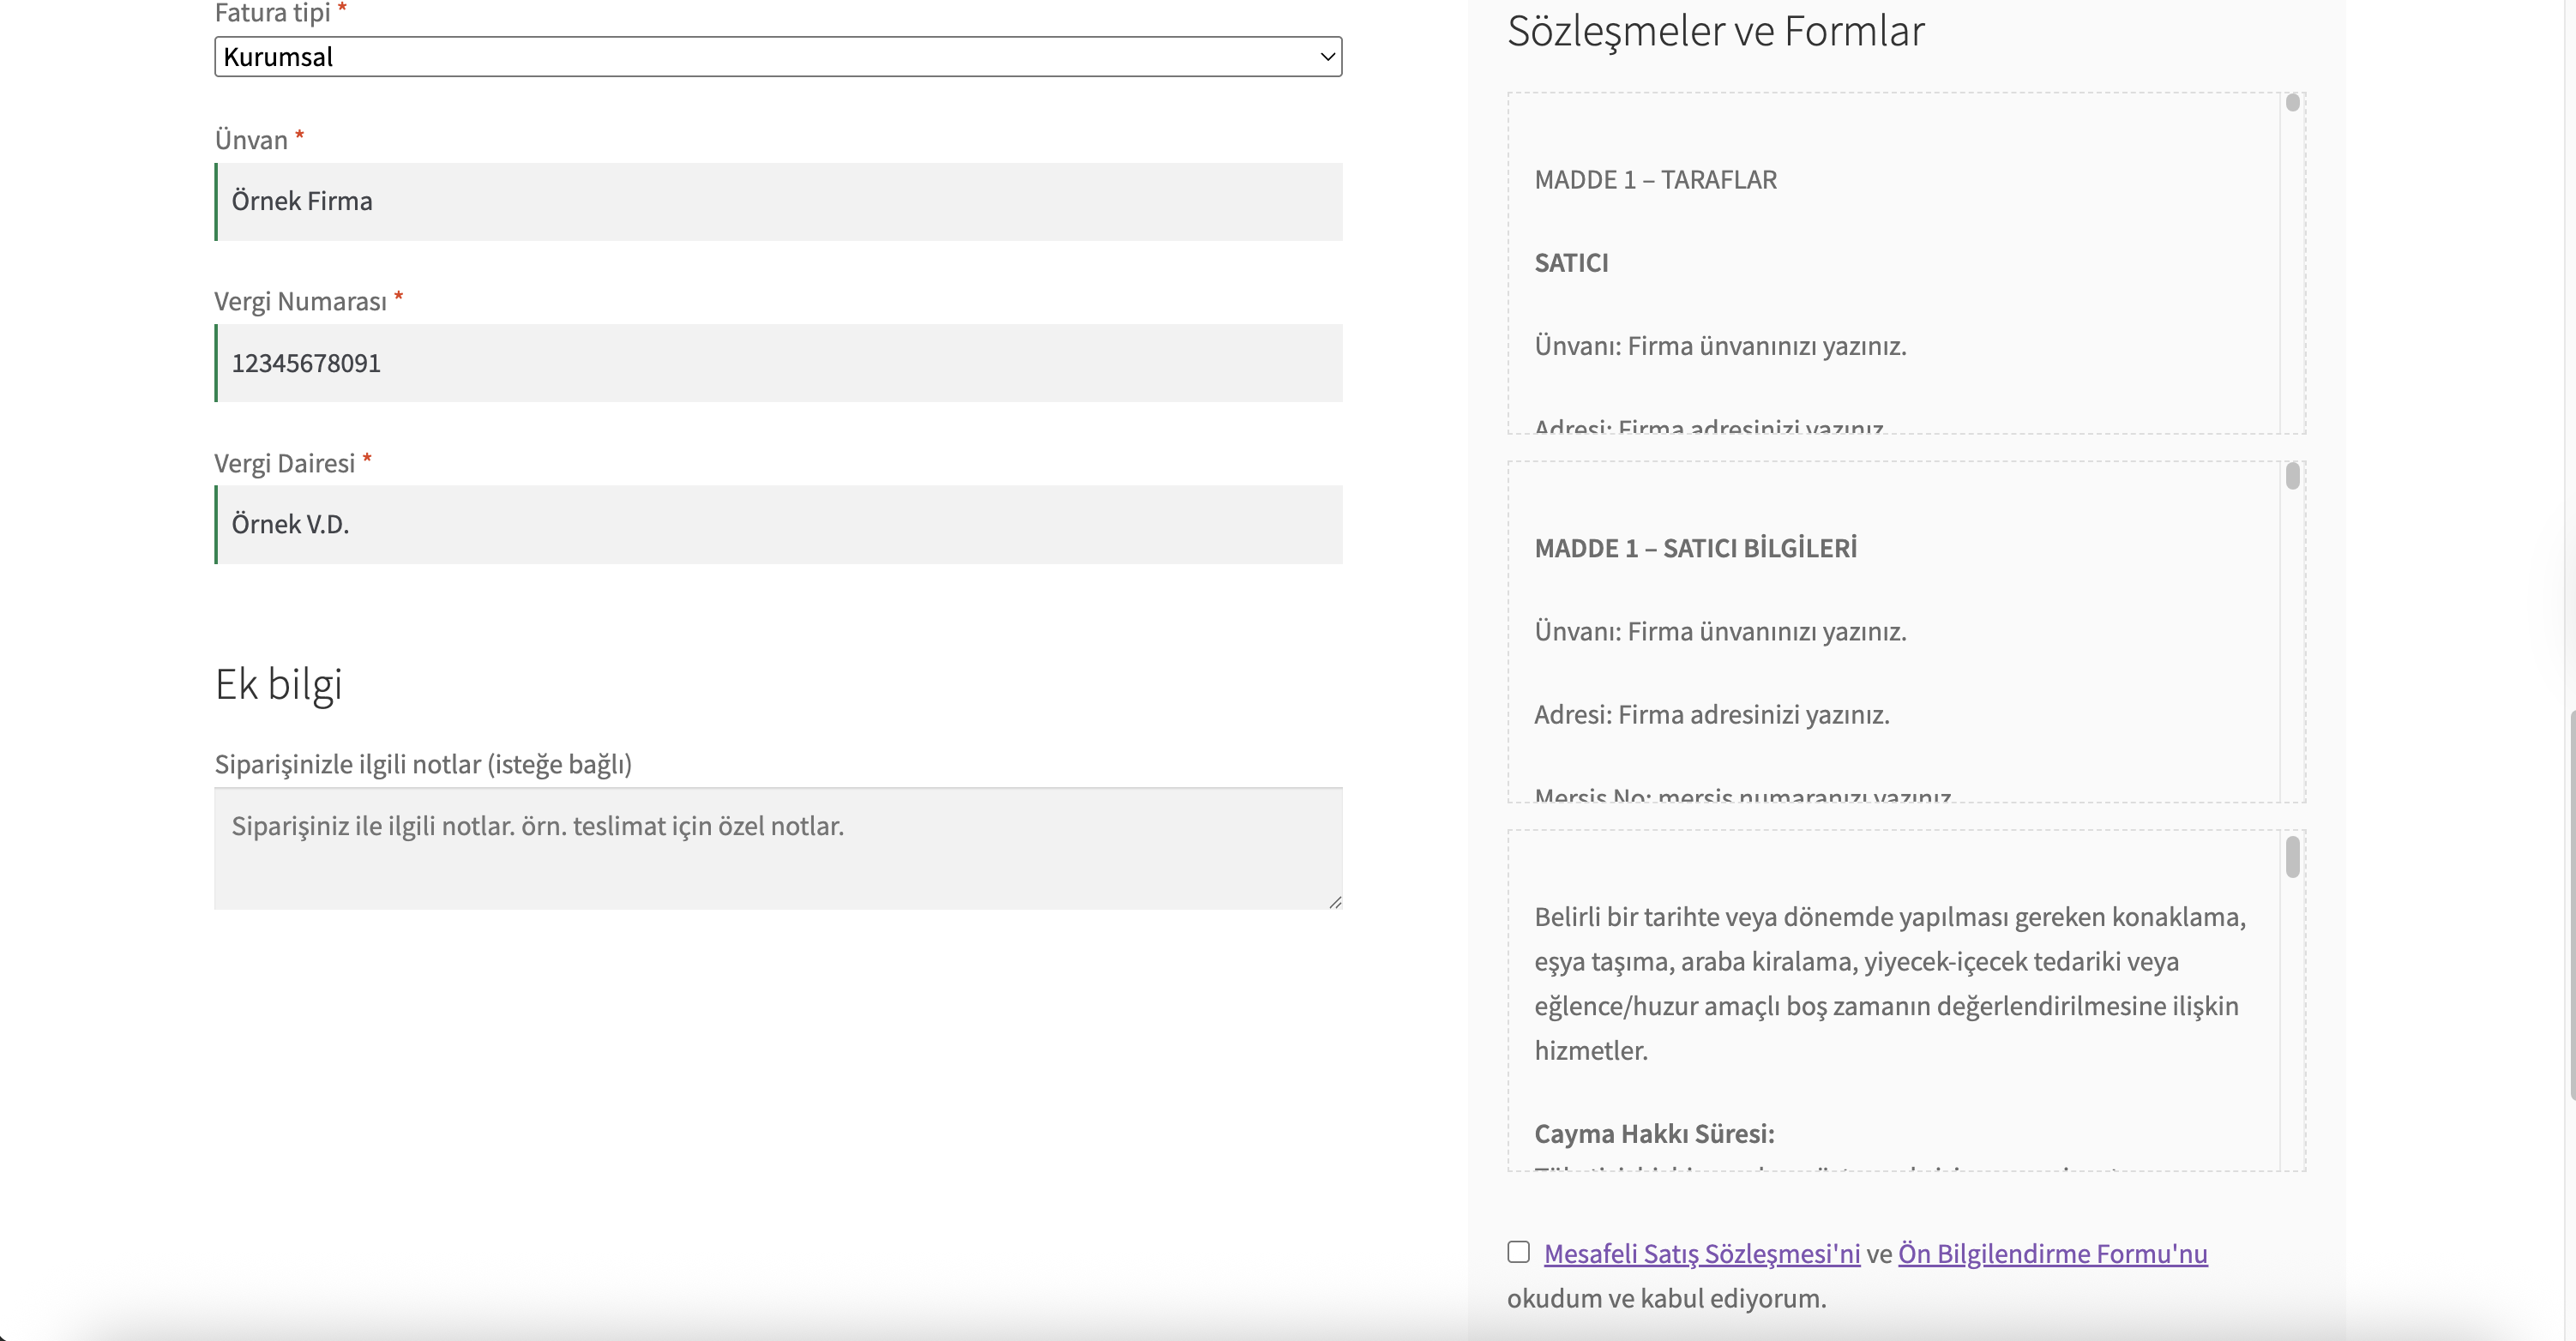 Fatura tipi *
Kurumsal
Ünvan *
Örnek Firma
Vergi Numarası *
12345678091
Vergi Dairesi *
Örnek V.D.
Ek bilgi
Siparişinizle ilgili notlar (isteğe bağlı)
Siparişiniz ile ilgili notlar. örn. teslimat için özel notlar.
Sözleşmeler ve Formlar
MADDE 1 – TARAFLAR
SATICI
Ünvanı: Firma ünvanınızı yazınız.
Adresi: Firma adresinizi yazınız.
MADDE 1 – SATICI BİLGİLERİ
Ünvanı: Firma ünvanınızı yazınız.
Adresi: Firma adresinizi yazınız.
Mersis No: mersis numaranızı yazınız.
Belirli bir tarihte veya dönemde yapılması gereken konaklama,
eşya taşıma, araba kiralama, yiyecek-içecek tedariki veya
eğlence/huzur amaçlı boş zamanın değerlendirilmesine ilişkin
hizmetler.
Cayma Hakkı Süresi:
Mesafeli Satış Sözleşmesi'ni ve Ön Bilgilendirme Formu'nu
okudum ve kabul ediyorum.